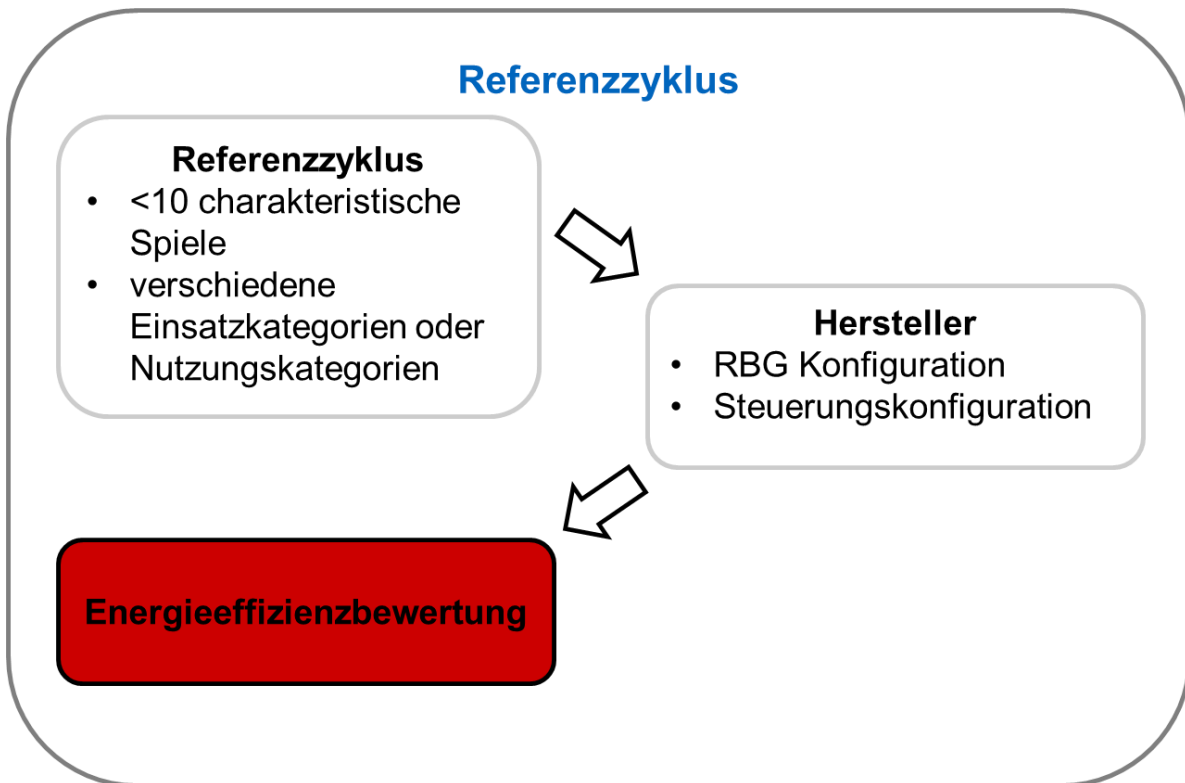 Referenzzyklus
Referenzzyklus
• <10 charakteristische
Spiele
• verschiedene
Einsatzkategorien oder
Nutzungskategorien
Hersteller
• RBG Konfiguration
• Steuerungskonfiguration
Energieeffizienzbewertung